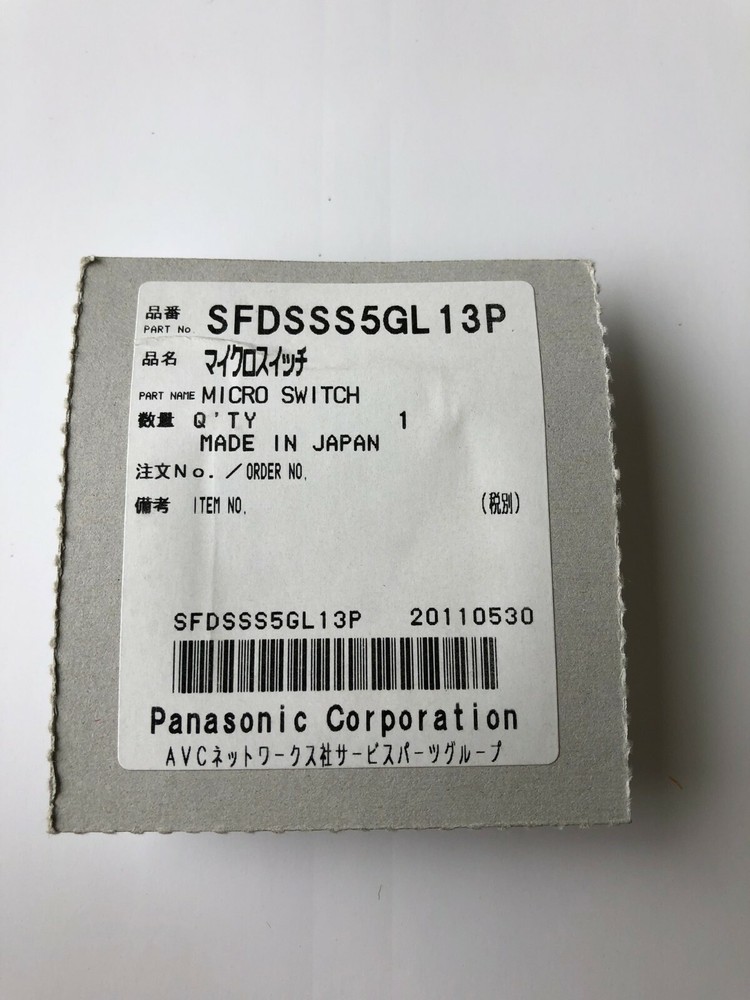 品番
PART No. SFDSSS5GL13P
品名 マイクロスイッチ
PART NAME MICRO SWITCH
数量 Q'TY 1
MADE IN JAPAN
注文No./ORDER NO.
備考 ITEM NO. (税別)
SFDSSS5GL13P 20110530
Panasonic Corporation
AVCネットワークス社サービスパーツグループ